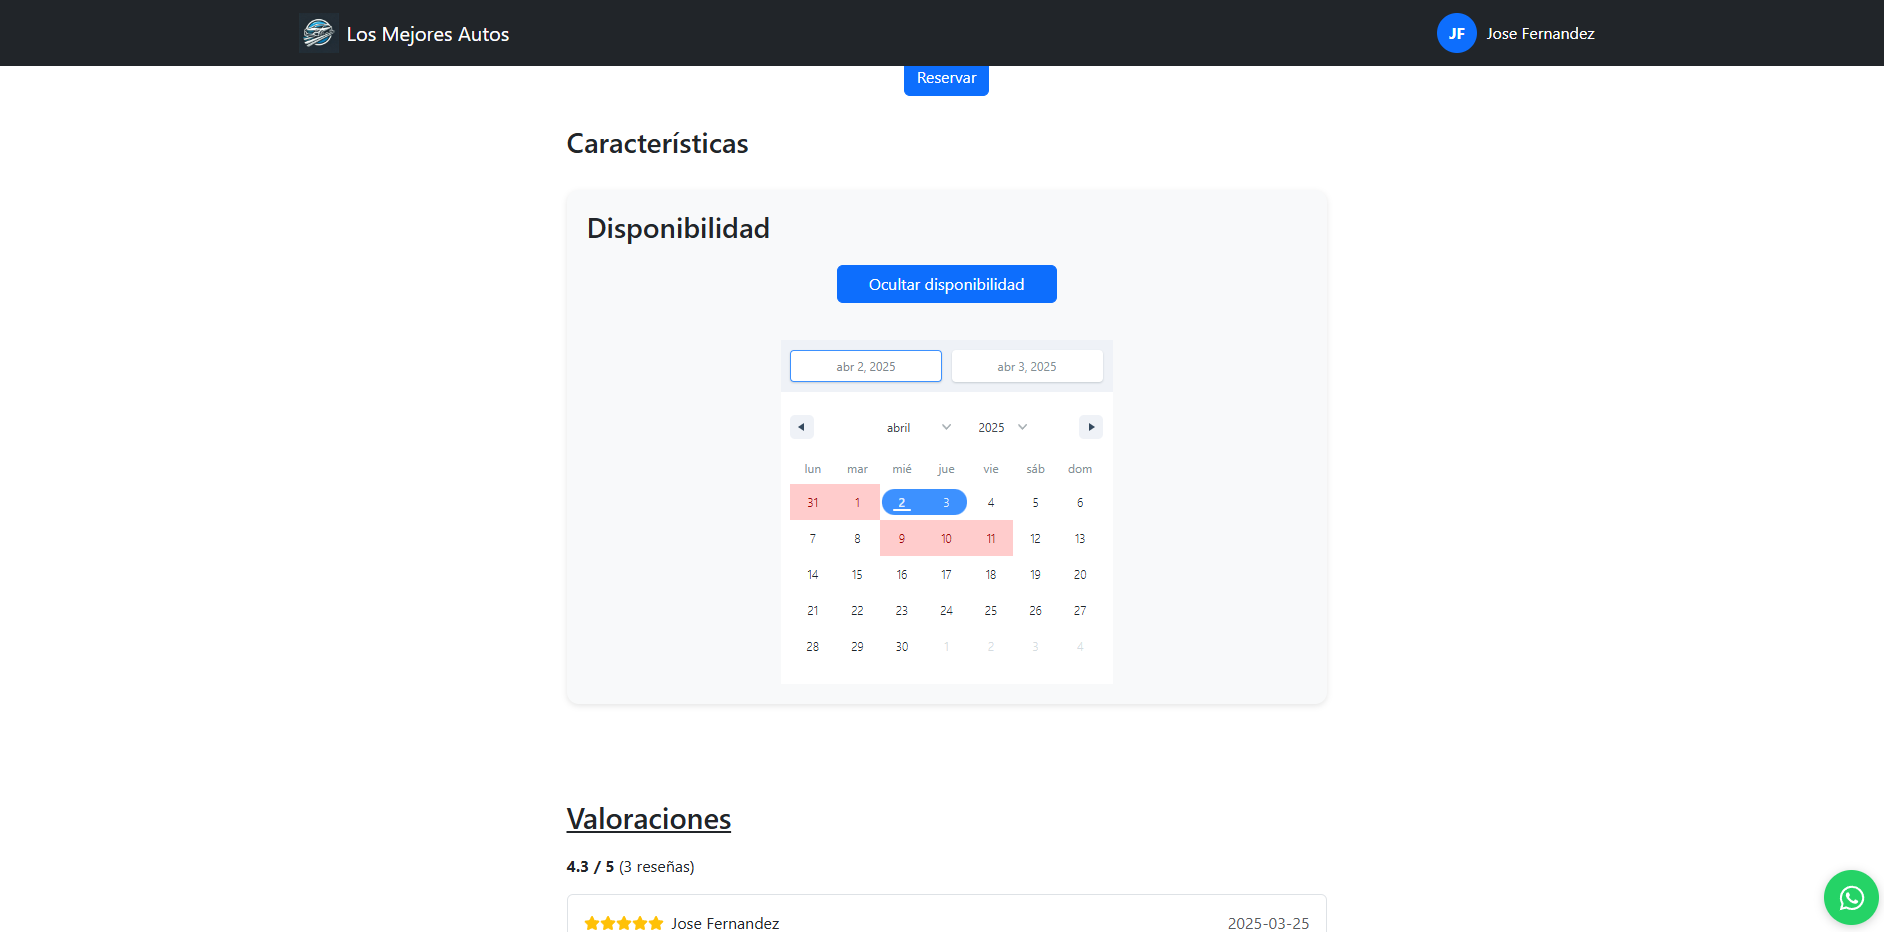 Los Mejores Autos
JF Jose Fernandez
Reservar
Características
Disponibilidad
Ocultar disponibilidad
abr 2, 2025 abr 3, 2025
abril 2025
lun mar mié jue vie sáb dom
31 1 2 3 4 5 6
7 8 9 10 11 12 13
14 15 16 17 18 19 20
21 22 23 24 25 26 27
28 29 30 1 2 3 4
Valoraciones
4.3 / 5 (3 reseñas)
Jose Fernandez 2025-03-25